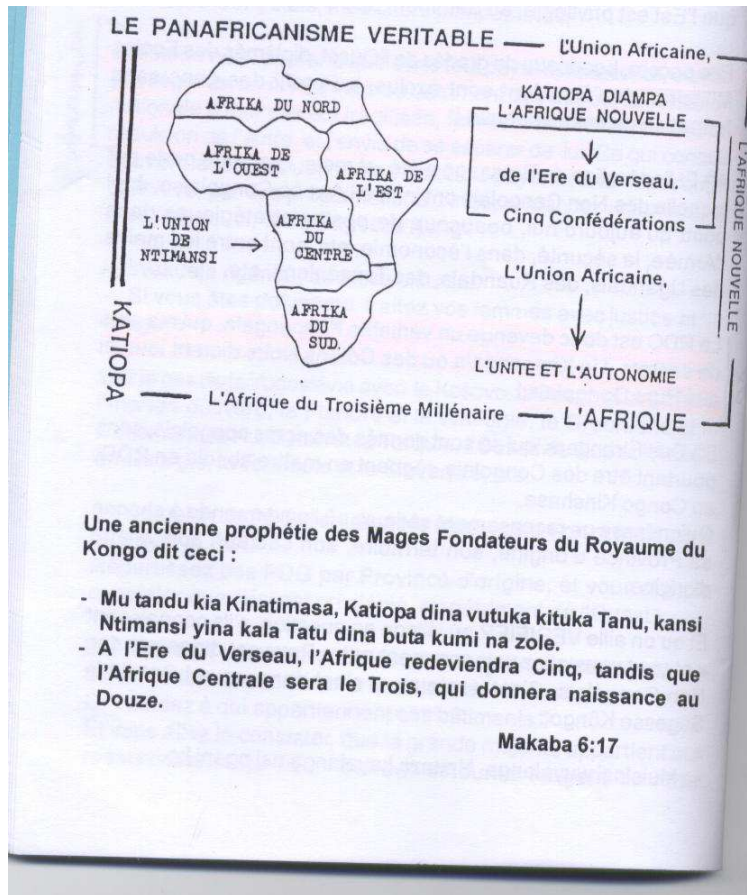 LE PANAFRICANISME VERITABLE — L'Union Africaine,
AFRIKA DU NORD
AFRIKA DE
L'OUEST
AFRIKA DE
L'EST
L'UNION
DE
NTIMANSI
AFRIKA
DU
CENTRE
AFRIKA
DU
SUD.
KATIOPA
KATIOPA DIAMPA
L'AFRIQUE NOUVELLE
de l'Ere du Verseau.
Cinq Confédérations
L'Union Africaine,
L'UNITE ET L'AUTONOMIE
L'AFRIQUE NOUVELLE
L'Afrique du Troisième Millénaire — L'AFRIQUE
Une ancienne prophétie des Mages Fondateurs du Royaume du
Kongo dit ceci :
- Mu tandu kia Kinatimasa, Katiopa dina vutuka kituka Tanu, kansi
Ntimansi yina kala Tatu dina buta kumi na zole.
- A l'Ere du Verseau, l'Afrique redeviendra Cinq, tandis que
l'Afrique Centrale sera le Trois, qui donnera naissance au
Douze.
Makaba 6:17